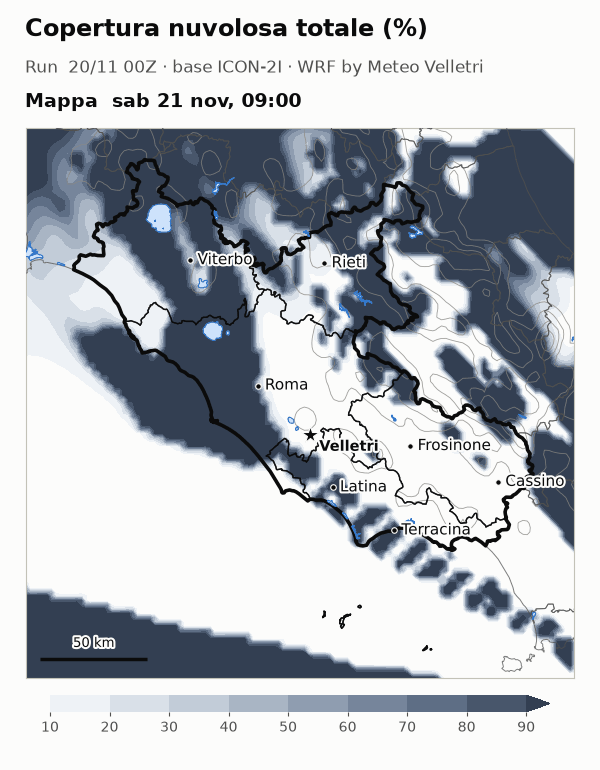 Copertura nuvolosa totale (%)
Run  20/11 00Z · base ICON-2I · WRF by Meteo Velletri
Mappa  sab 21 nov, 09:00
Viterbo
Rieti
Roma
Velletri
Frosinone
Latina
Cassino
Terracina
50 km
10 20 30 40 50 60 70 80 90